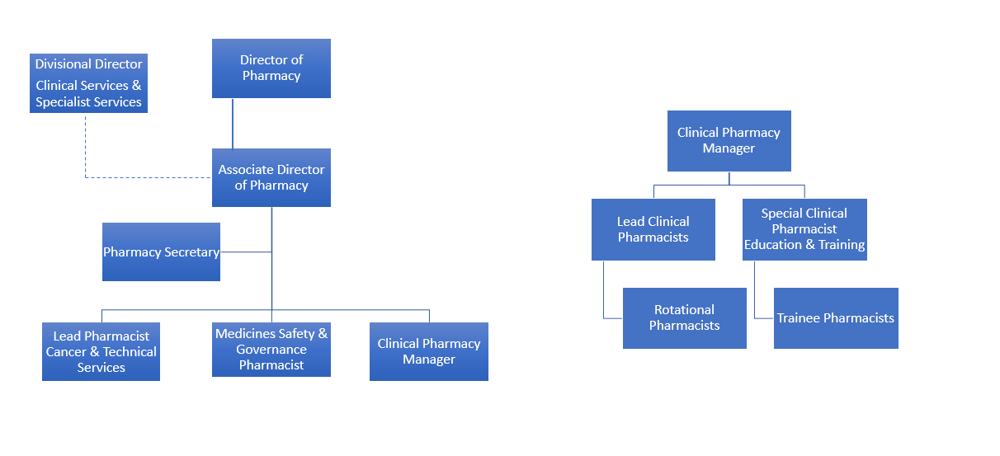 Divisional Director
Clinical Services &
Specialist Services
Director of
Pharmacy
Associate Director
of Pharmacy
Pharmacy Secretary
Lead Pharmacist
Cancer & Technical
Services
Medicines Safety &
Governance
Pharmacist
Clinical Pharmacy
Manager
Clinical Pharmacy
Manager
Lead Clinical
Pharmacists
Special Clinical
Pharmacist
Education & Training
Rotational
Pharmacists
Trainee Pharmacists